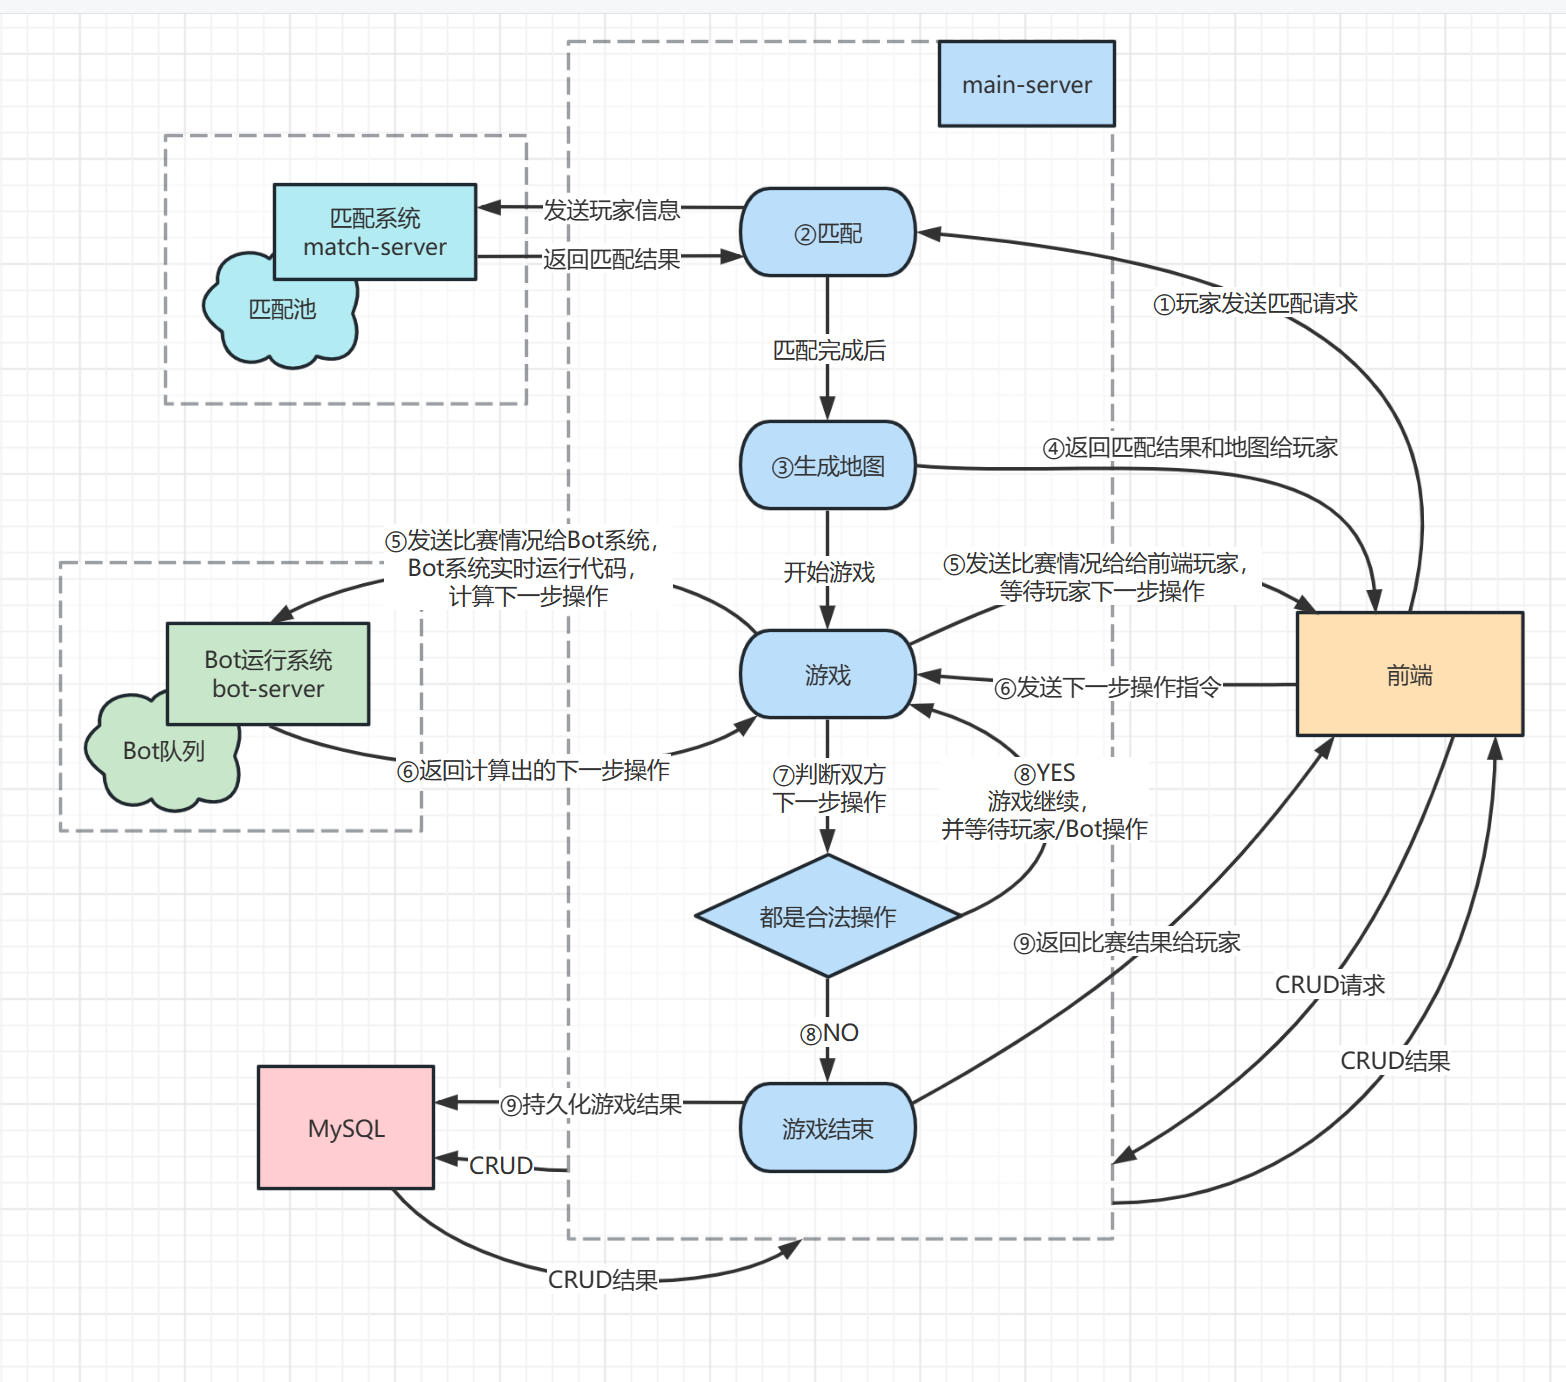 main-server
匹配系统
match-server
匹配池
发送玩家信息
返回匹配结果
②匹配
①玩家发送匹配请求
匹配完成后
③生成地图
④返回匹配结果和地图给玩家
⑤发送比赛情况给Bot系统，
Bot系统实时运行代码，
计算下一步操作
开始游戏
⑤发送比赛情况给给前端玩家，
等待玩家下一步操作
Bot运行系统
bot-server
Bot队列
游戏
⑥发送下一步操作指令
前端
⑥返回计算出的下一步操作
⑦判断双方
下一步操作
⑧YES
游戏继续，
并等待玩家/Bot操作
都是合法操作
⑨返回比赛结果给玩家
CRUD请求
⑧NO
CRUD结果
MySQL
⑨持久化游戏结果
游戏结束
CRUD
CRUD结果